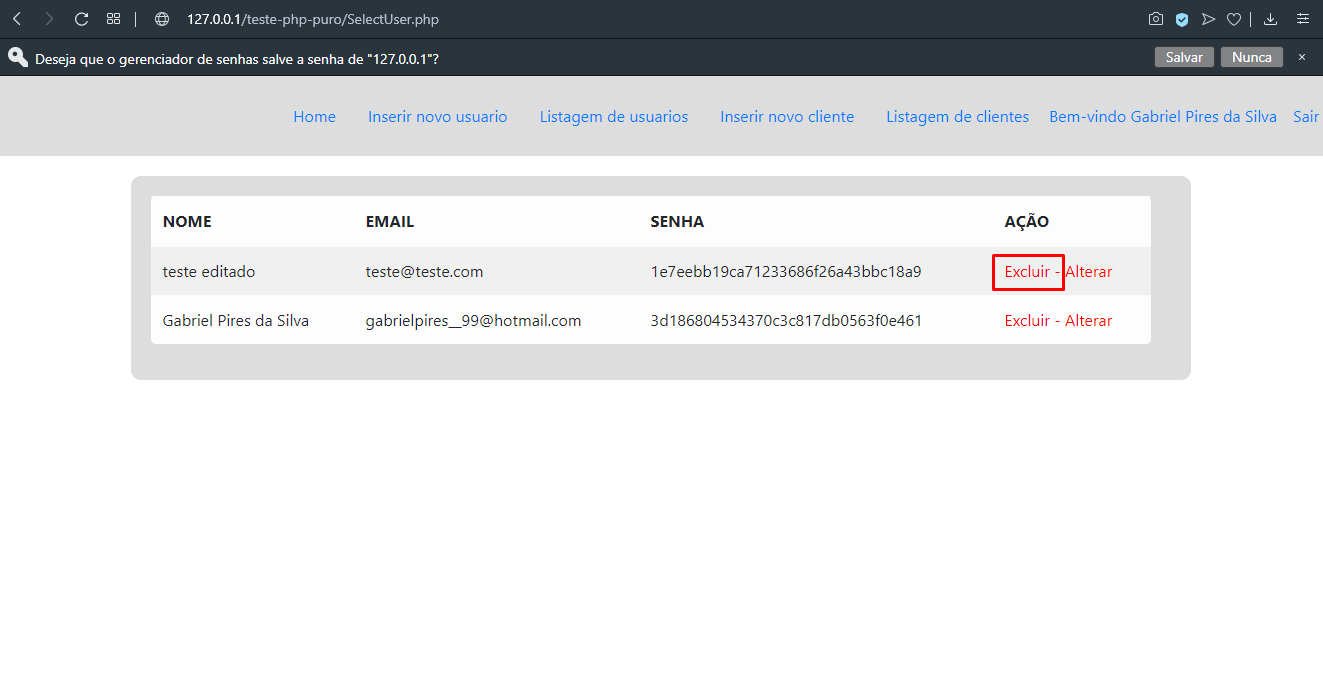 127.0.0.1/teste-php-puro/SelectUser.php
Deseja que o gerenciador de senhas salve a senha de "127.0.0.1"? Salvar Nunca ×
Home Inserir novo usuario Listagem de usuarios Inserir novo cliente Listagem de clientes Bem-vindo Gabriel Pires da Silva Sair
NOME EMAIL SENHA AÇÃO
teste editado teste@teste.com 1e7eebb19ca71233686f26a43bbc18a9 Excluir - Alterar
Gabriel Pires da Silva gabrielpires__99@hotmail.com 3d186804534370c3c817db0563f0e461 Excluir - Alterar